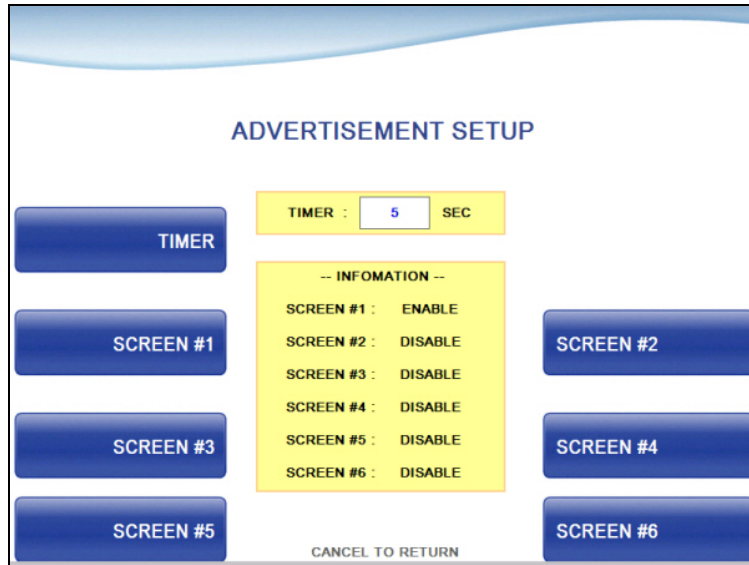 ADVERTISEMENT SETUP
TIMER : 5 SEC
TIMER
-- INFOMATION --
SCREEN #1 : ENABLE
SCREEN #2 : DISABLE
SCREEN #3 : DISABLE
SCREEN #4 : DISABLE
SCREEN #5 : DISABLE
SCREEN #6 : DISABLE
SCREEN #1
SCREEN #2
SCREEN #3
SCREEN #4
SCREEN #5
SCREEN #6
CANCEL TO RETURN